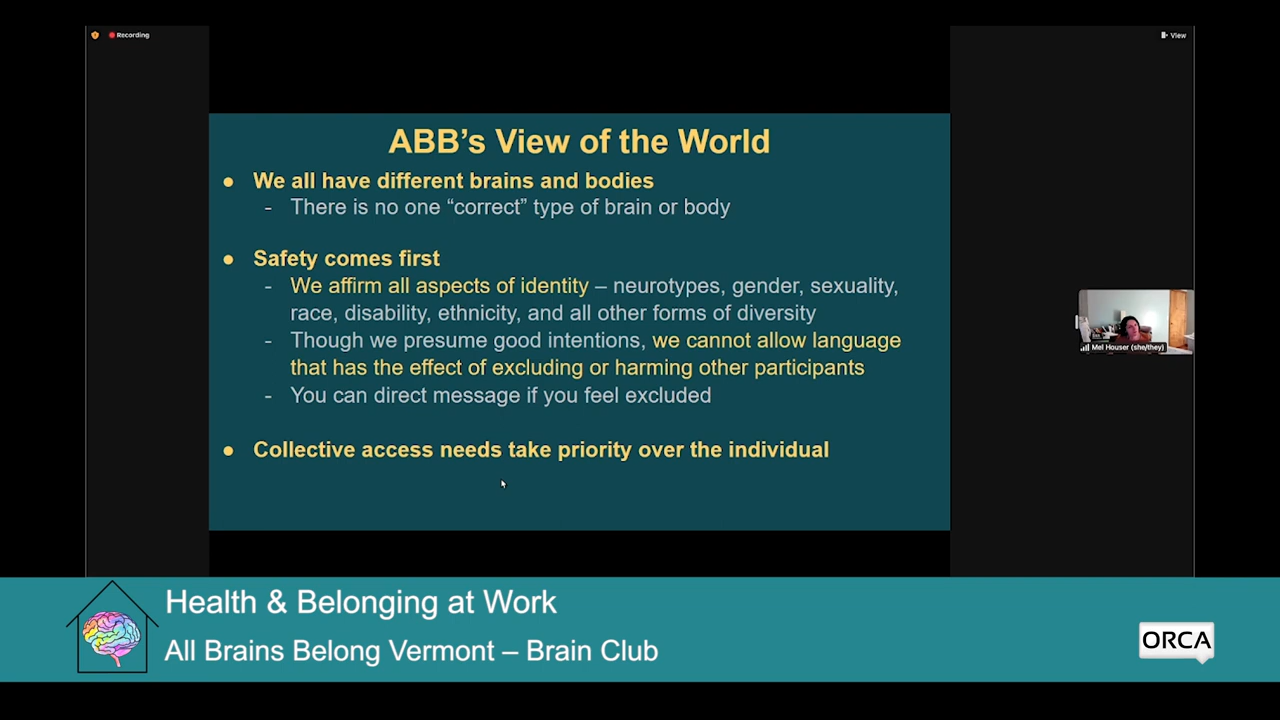 Recording
View
ABB's View of the World
● We all have different brains and bodies
- There is no one “correct” type of brain or body
● Safety comes first
- We affirm all aspects of identity – neurotypes, gender, sexuality,
race, disability, ethnicity, and all other forms of diversity
- Though we presume good intentions, we cannot allow language
that has the effect of excluding or harming other participants
- You can direct message if you feel excluded
● Collective access needs take priority over the individual
Mel Houser (she/they)
Health & Belonging at Work
All Brains Belong Vermont – Brain Club
ORCA